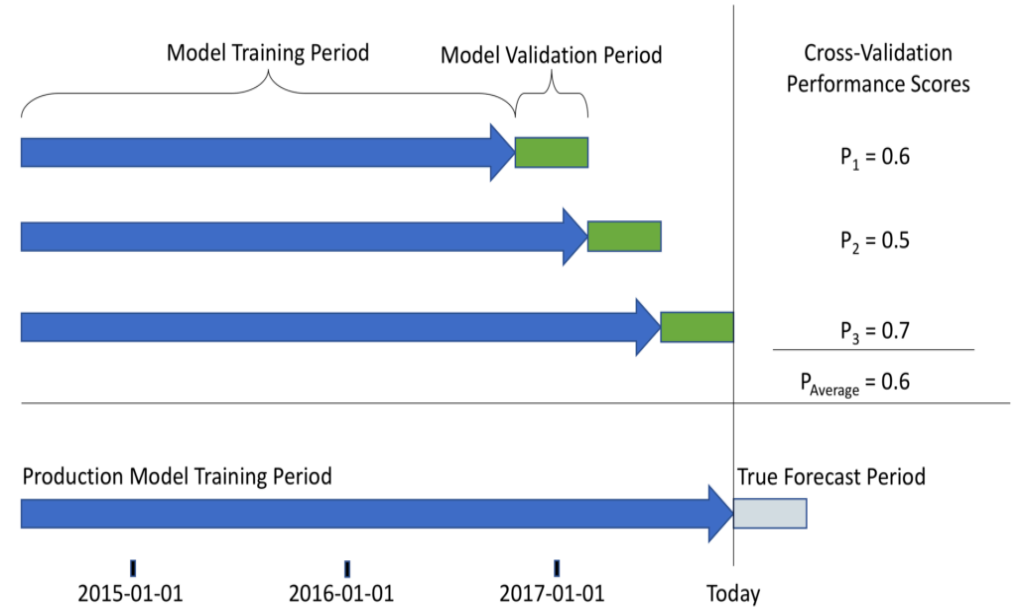 Model Training Period
Model Validation Period
Cross-Validation
Performance Scores
P₁ = 0.6
P₂ = 0.5
P₃ = 0.7
P_Average = 0.6
Production Model Training Period
True Forecast Period
2015-01-01
2016-01-01
2017-01-01
Today